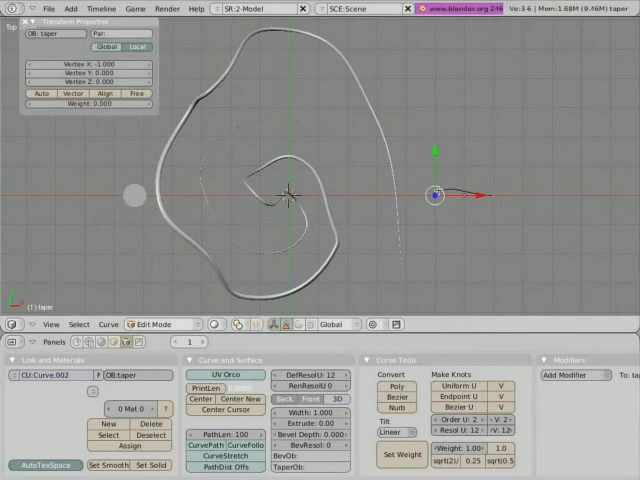 File Add Timeline Game Render Help SR:2-Model SCE:Scene www.blender.org 246 Ve:3-6 | Mem:1.68M (9.46M) taper
Transform Properties
OB: taper Par:
Global Local
Vertex X: -1.000
Vertex Y: 0.000
Vertex Z: 0.000
Auto Vector Align Free
Weight: 0.000
(1) taper
View Select Curve Edit Mode Global
Panels 1
Link and Materials
CU:Curve.002 F OB:taper
0 Mat 0 ?
New Delete
Select Deselect
Assign
AutoTexSpace Set Smooth Set Solid
Curve and Surface
UV Orco
PrintLen 0.0000
Center Center New
Center Cursor
PathLen: 100
CurvePath CurveFollo
CurveStretch
PathDist Offs
DefResolU: 12
RenResolU 0
Back Front 3D
Width: 1.000
Extrude: 0.00
Bevel Depth: 0.000
BevResol: 0
BevOb:
TaperOb:
Curve Tools
Convert
Poly
Bezier
Nurb
Tilt
Linear
Set Weight
Make Knots
Uniform U V
Endpoint U V
Bezier U V
Order U: 2 V: 2
Resol U: 12 V: 12
Weight: 1.00 1.0
sqrt(2)/ 0.25 sqrt(0.5
Modifiers
Add Modifier To: ta